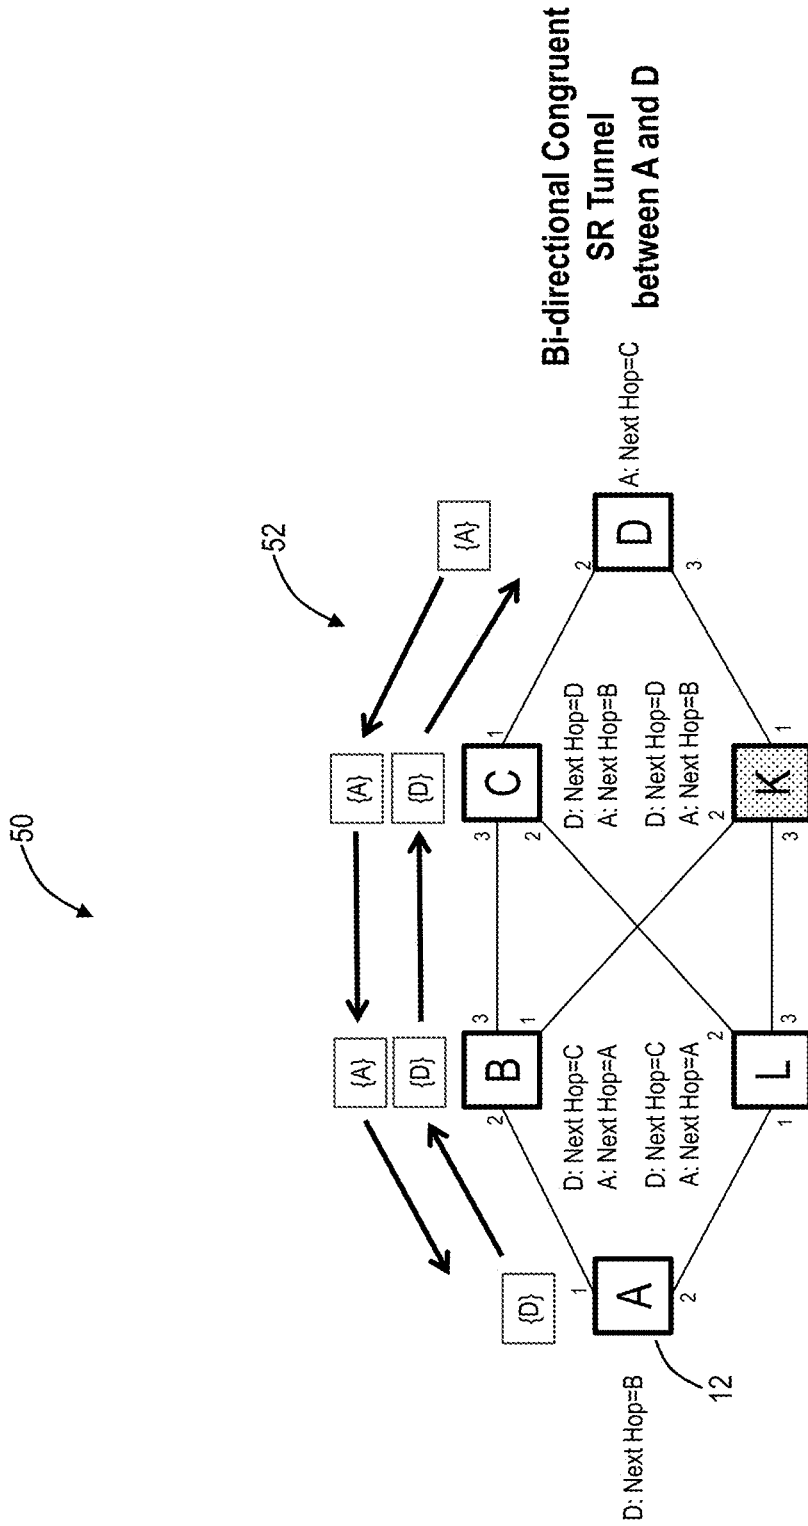 50
52
Bi-directional Congruent
SR Tunnel
between A and D
{A}
{A}
{A}
{D}
{D}
{D}
B
2
3
1
C
3
2
1
D: Next Hop=C
A: Next Hop=A
D: Next Hop=D
A: Next Hop=B
D: Next Hop=B
A
1
2
12
D
2
3
A: Next Hop=C
D: Next Hop=C
A: Next Hop=A
D: Next Hop=D
A: Next Hop=B
L
1
2
3
K
2
3
1